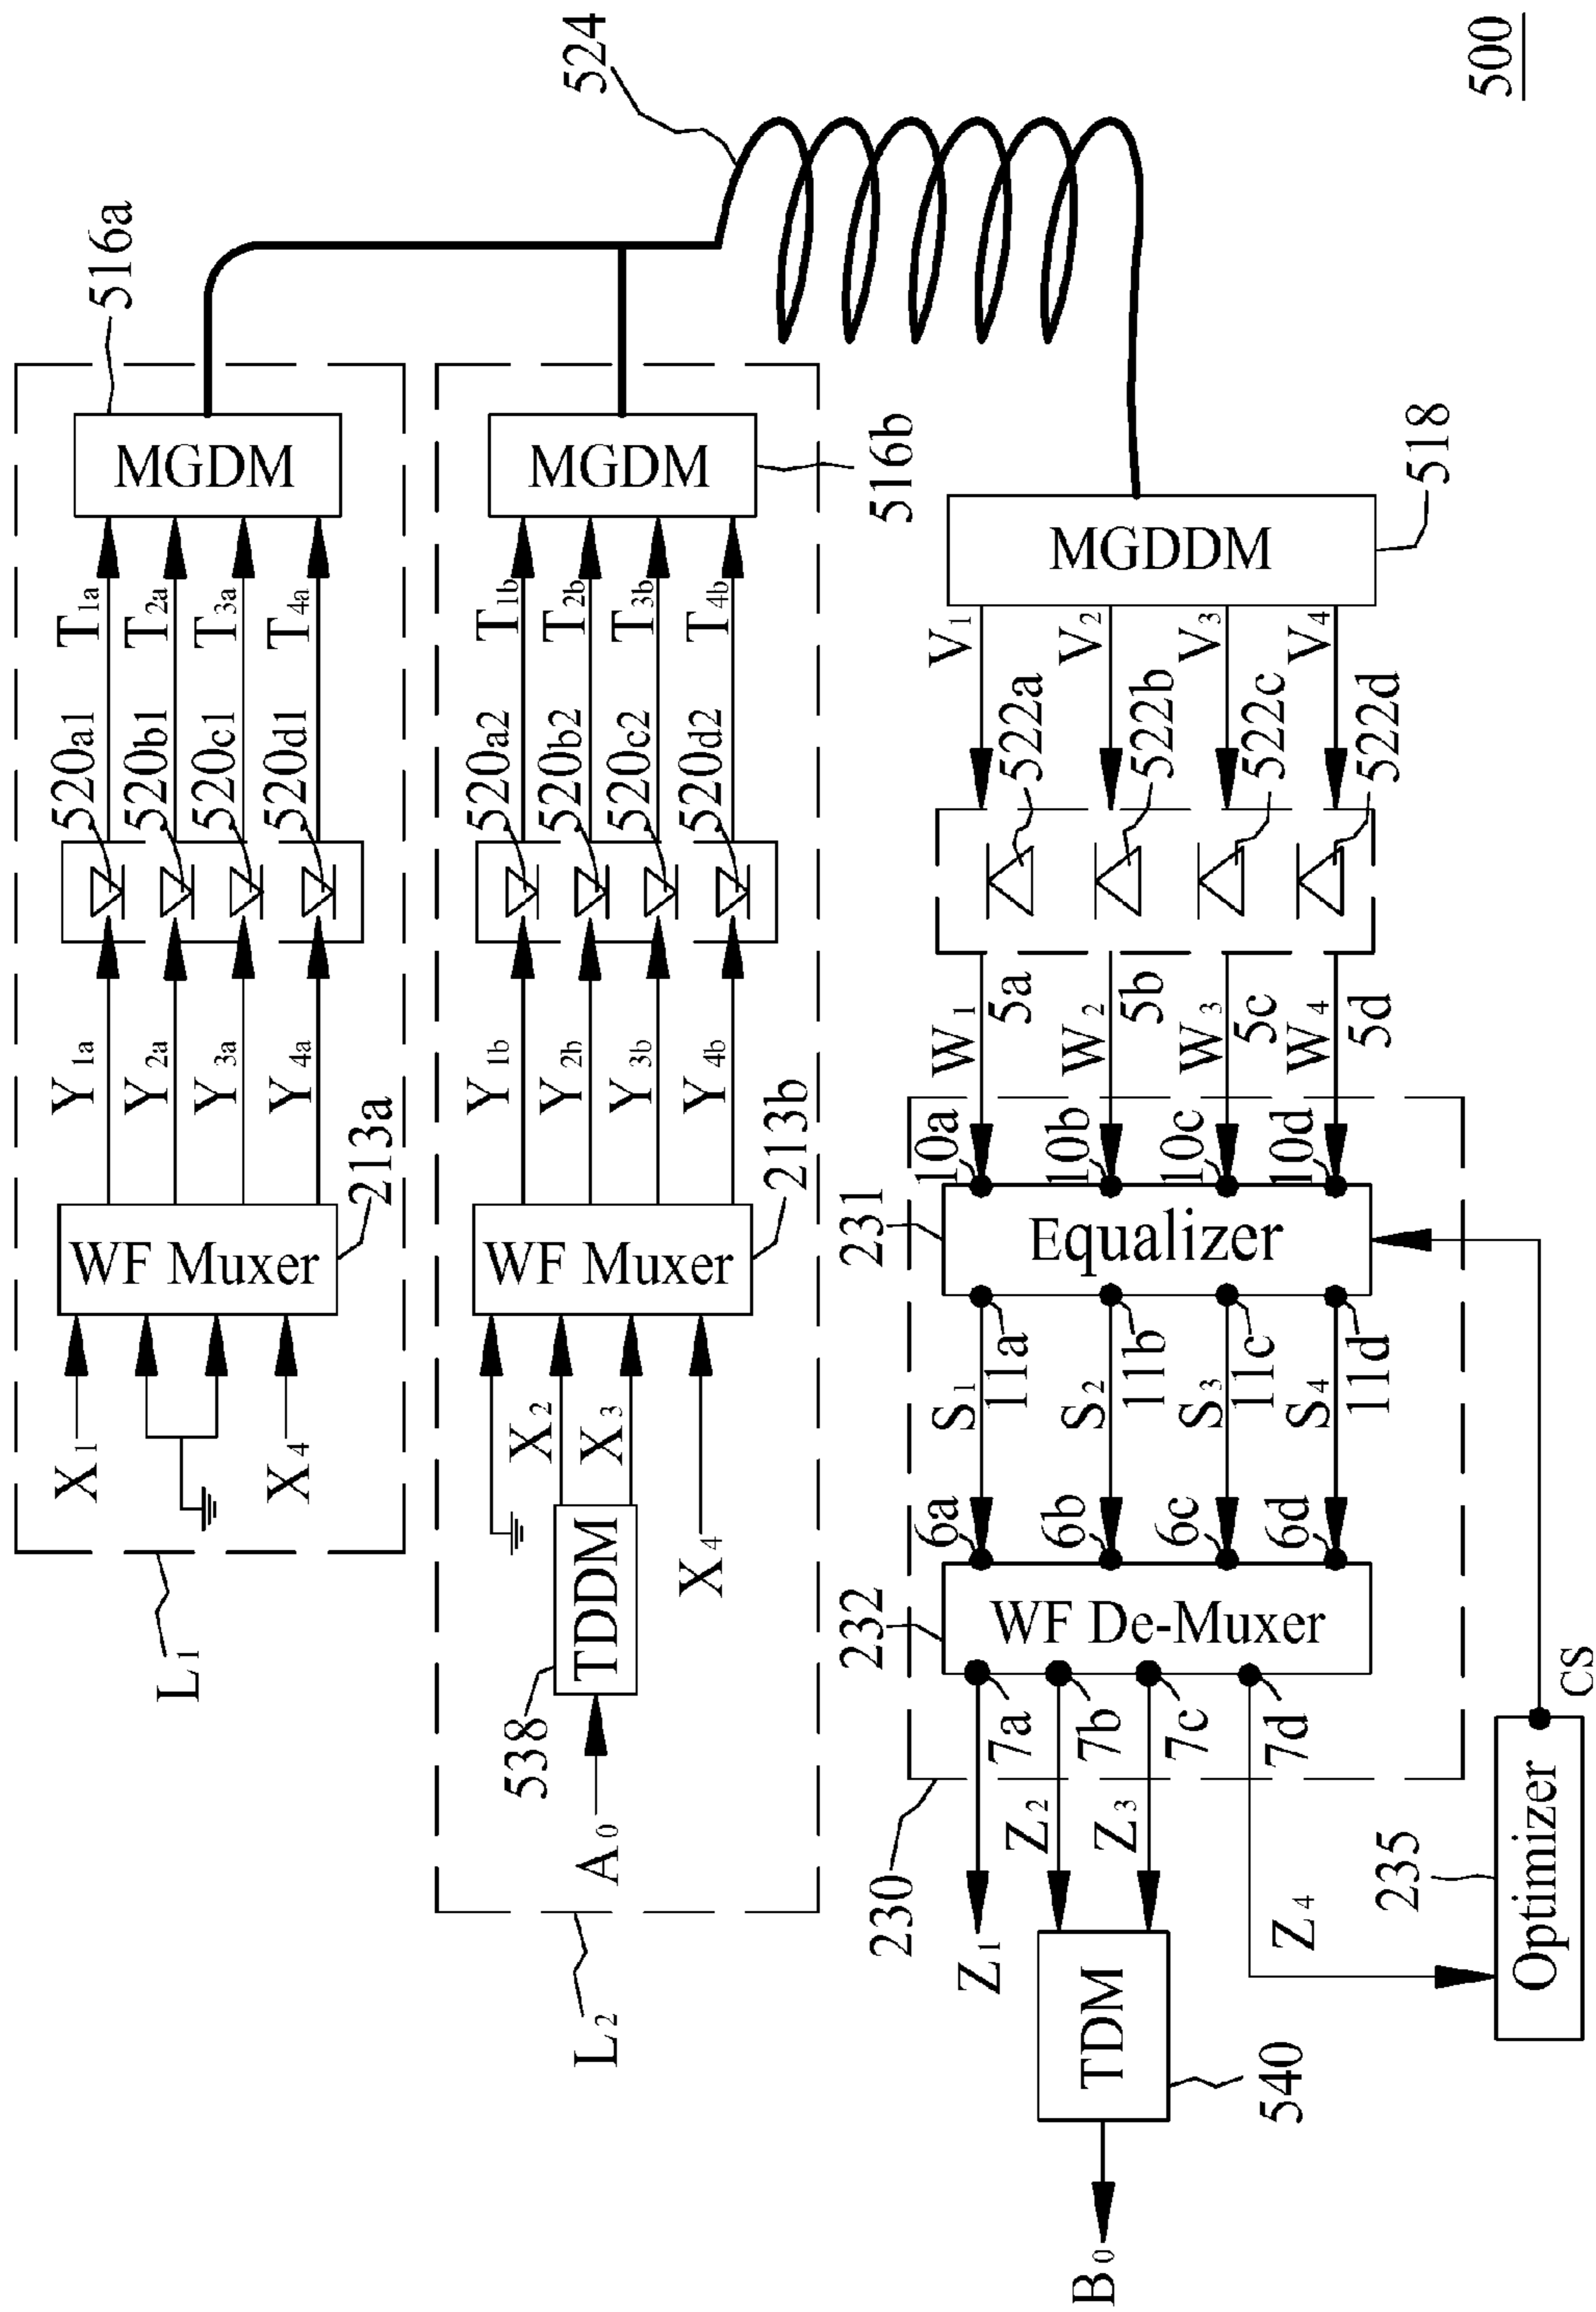 500
524
516a
MGDM
T1a
T2a
T3a
T4a
520a1
520b1
520c1
520d1
Y1a
Y2a
Y3a
Y4a
WF Muxer
213a
X1
X4
L1
MGDM
516b
T1b
T2b
T3b
T4b
520a2
520b2
520c2
520d2
Y1b
Y2b
Y3b
Y4b
WF Muxer
213b
X2
X3
X4
TDDM
538
A0
L2
MGDDM
518
V1
V2
V3
V4
522a
522b
522c
522d
W1
W2
W3
W4
5a
5b
5c
5d
10a
10b
10c
10d
231
Equalizer
11a
11b
11c
11d
S1
S2
S3
S4
6a
6b
6c
6d
232
WF De-Muxer
7a
7b
7c
7d
230
Z1
Z2
Z3
Z4
TDM
540
B0
235
Optimizer
CS